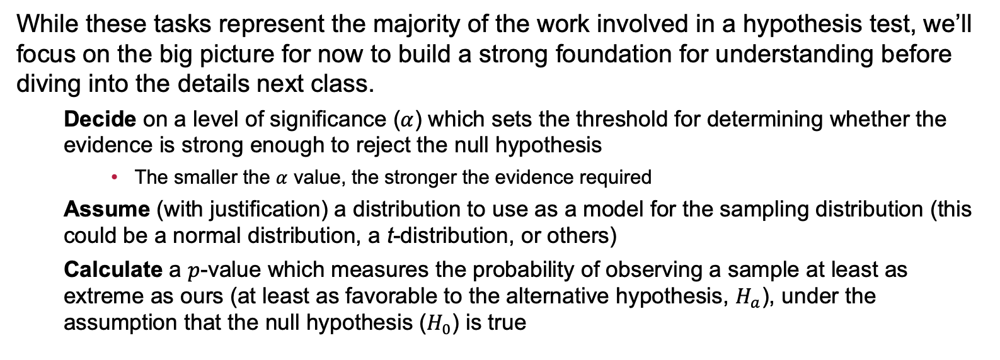 While these tasks represent the majority of the work involved in a hypothesis test, we’ll
focus on the big picture for now to build a strong foundation for understanding before
diving into the details next class.
Decide on a level of significance (α) which sets the threshold for determining whether the
evidence is strong enough to reject the null hypothesis
• The smaller the α value, the stronger the evidence required
Assume (with justification) a distribution to use as a model for the sampling distribution (this
could be a normal distribution, a t-distribution, or others)
Calculate a p-value which measures the probability of observing a sample at least as
extreme as ours (at least as favorable to the alternative hypothesis, Hₐ), under the
assumption that the null hypothesis (H₀) is true